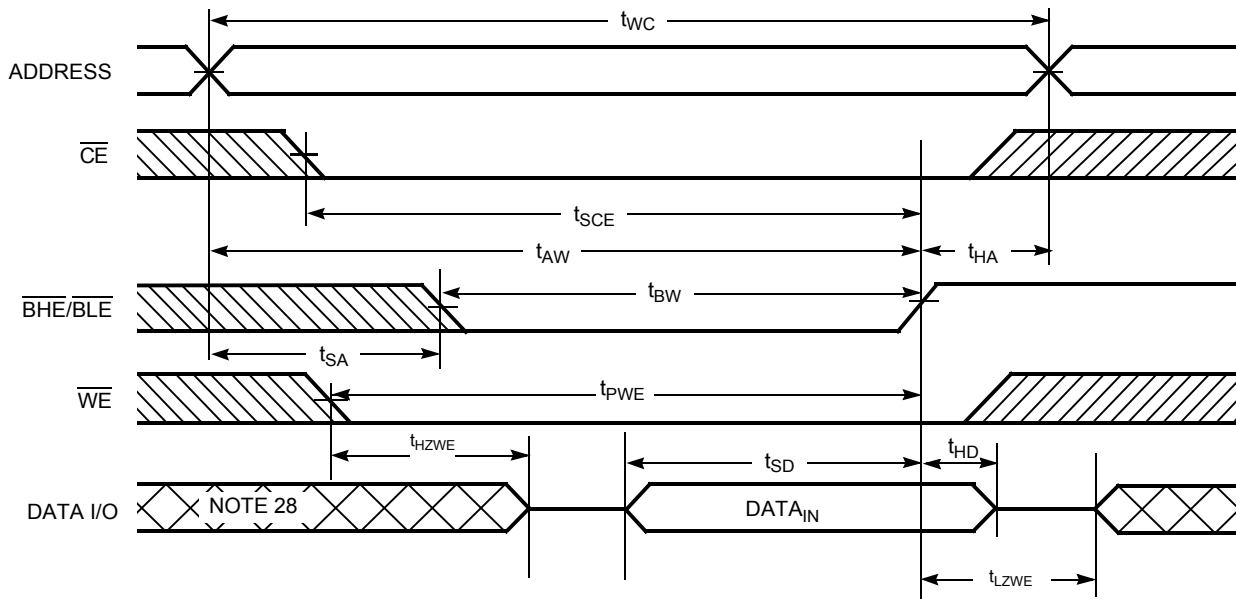 tWC
ADDRESS
CE
tSCE
tAW
tHA
BHE/BLE
tBW
tSA
WE
tPWE
tHZWE
tSD
tHD
DATA I/O
NOTE 28
DATAIN
tLZWE